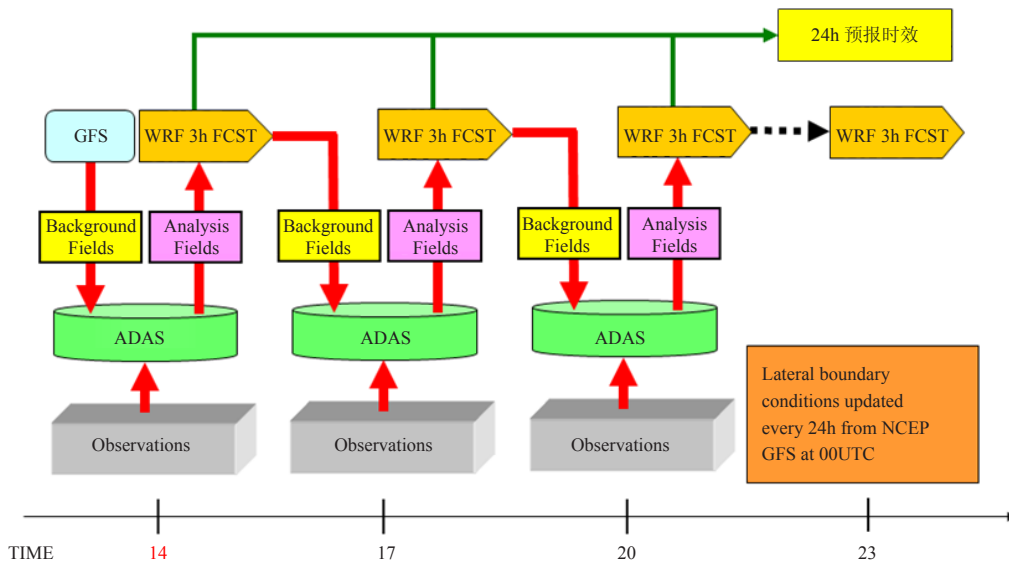 24h 预报时效
GFS
WRF 3h FCST
WRF 3h FCST
WRF 3h FCST
WRF 3h FCST
Background
Fields
Analysis
Fields
Background
Fields
Analysis
Fields
Background
Fields
Analysis
Fields
ADAS
ADAS
ADAS
Observations
Observations
Observations
Lateral boundary
conditions updated
every 24h from NCEP
GFS at 00UTC
TIME 14 17 20 23